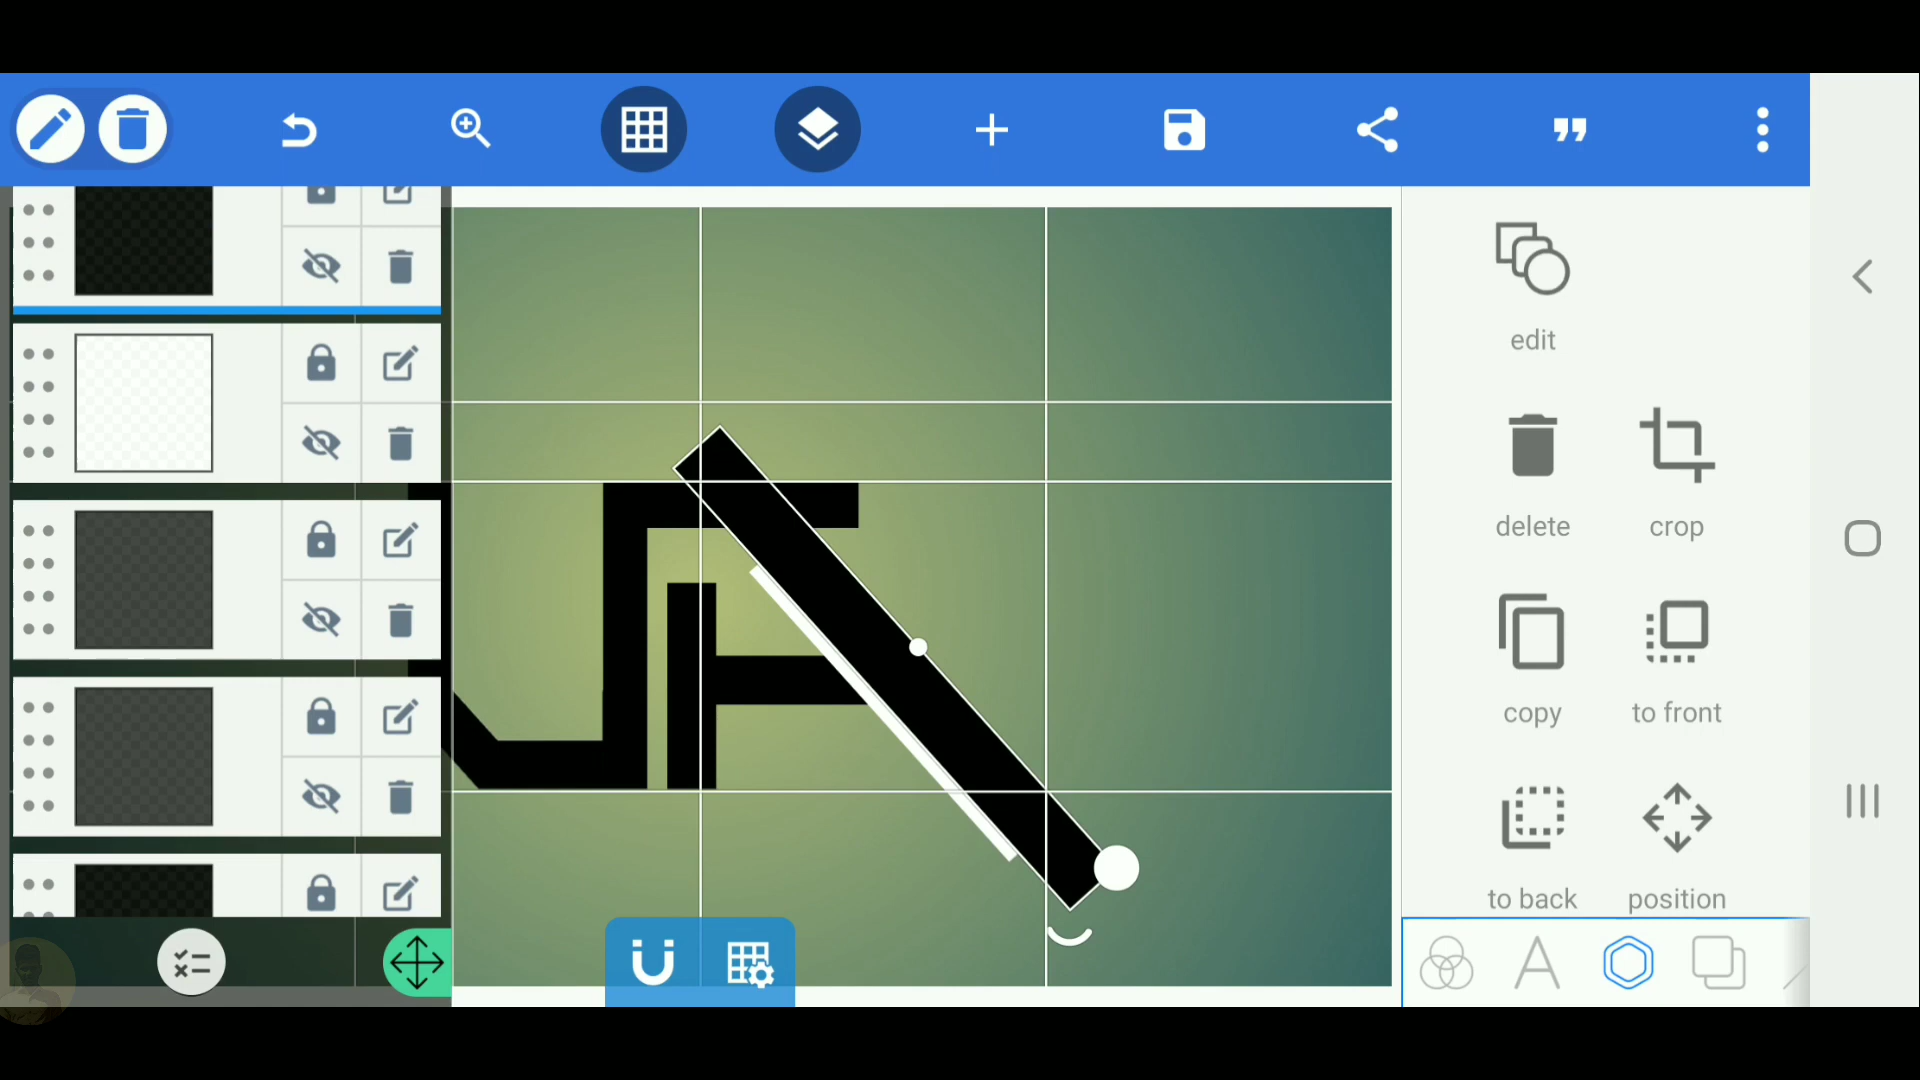 edit
delete
crop
copy
to front
to back
position